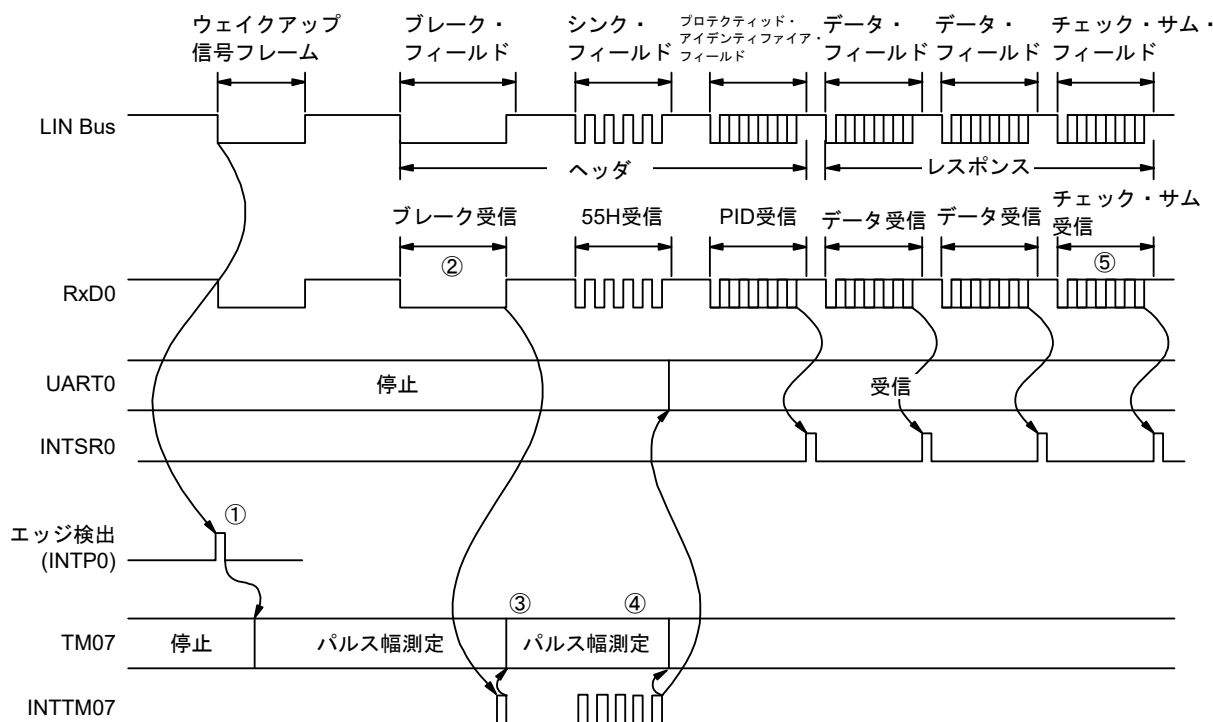 ウェイクアップ
信号フレーム
ブレーク・
フィールド
シンク・
フィールド
プロテクティッド・
アイデンティファイア・
フィールド
データ・
フィールド
データ・
フィールド
チェック・サム・
フィールド
LIN Bus
ヘッダ
レスポンス
ブレーク受信
55H受信
PID受信
データ受信
データ受信
チェック・サム
受信
②
⑤
RxD0
UART0
停止
受信
INTSR0
①
エッジ検出
(INTP0)
③
④
TM07
停止
パルス幅測定
パルス幅測定
INTTM07